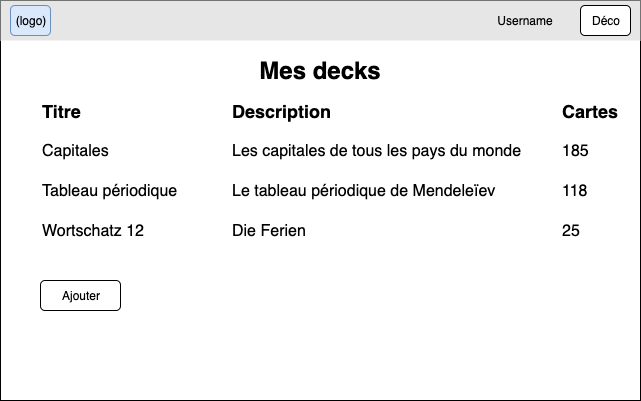 (logo) Username Déco
Mes decks
Titre Description Cartes
Capitales Les capitales de tous les pays du monde 185
Tableau périodique Le tableau périodique de Mendeleïev 118
Wortschatz 12 Die Ferien 25
Ajouter